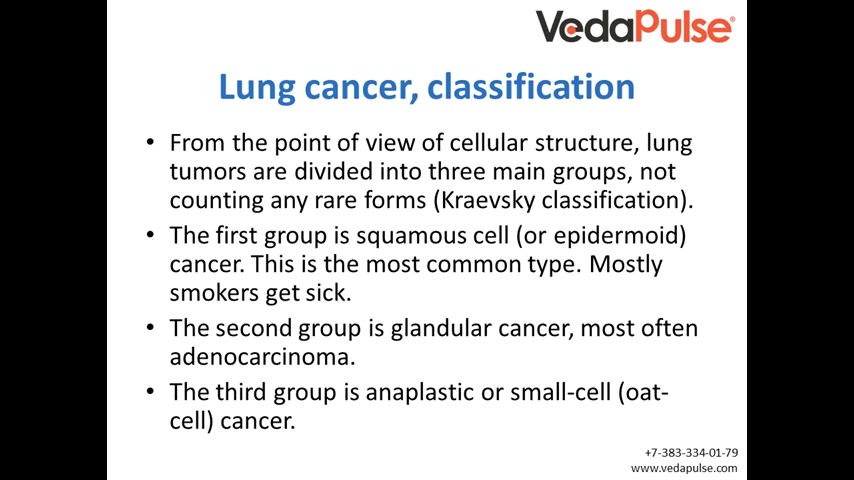 VedaPulse®
Lung cancer, classification
• From the point of view of cellular structure, lung
tumors are divided into three main groups, not
counting any rare forms (Kraevsky classification).
• The first group is squamous cell (or epidermoid)
cancer. This is the most common type. Mostly
smokers get sick.
• The second group is glandular cancer, most often
adenocarcinoma.
• The third group is anaplastic or small-cell (oat-
cell) cancer.
+7-383-334-01-79
www.vedapulse.com